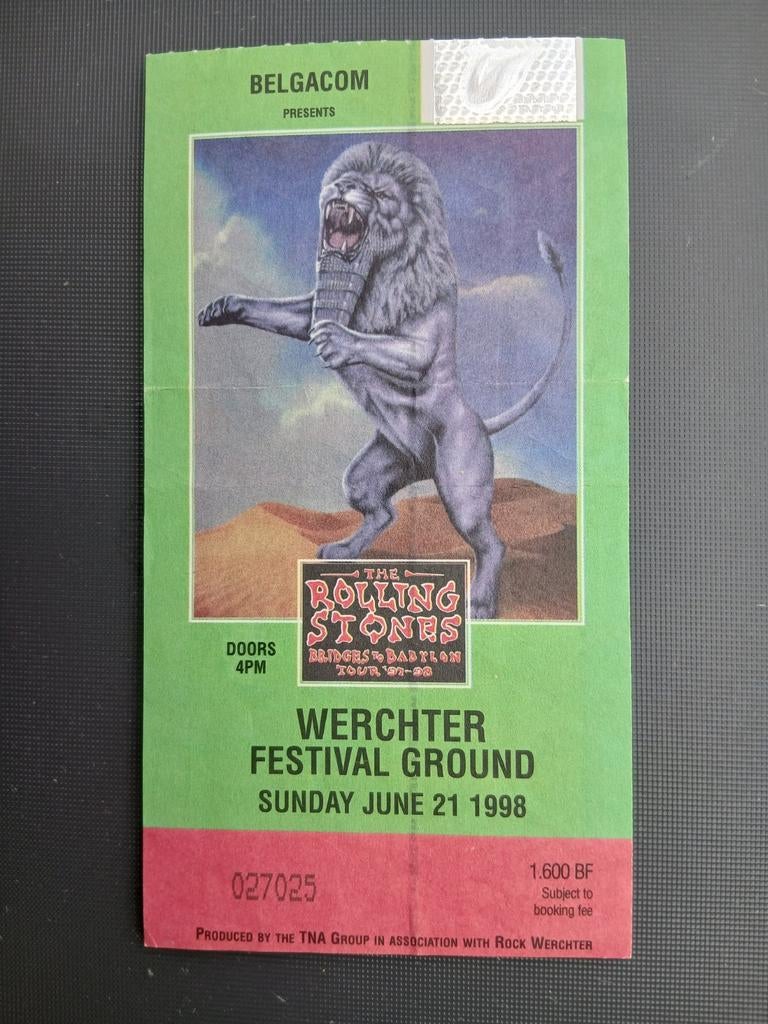 BELGACOM
PRESENTS
THE
ROLLING
STONES
BRIDGES TO BABYLON
TOUR '97-98
DOORS
4PM
WERCHTER
FESTIVAL GROUND
SUNDAY JUNE 21 1998
027025
1.600 BF
Subject to
booking fee
PRODUCED BY THE TNA GROUP IN ASSOCIATION WITH ROCK WERCHTER